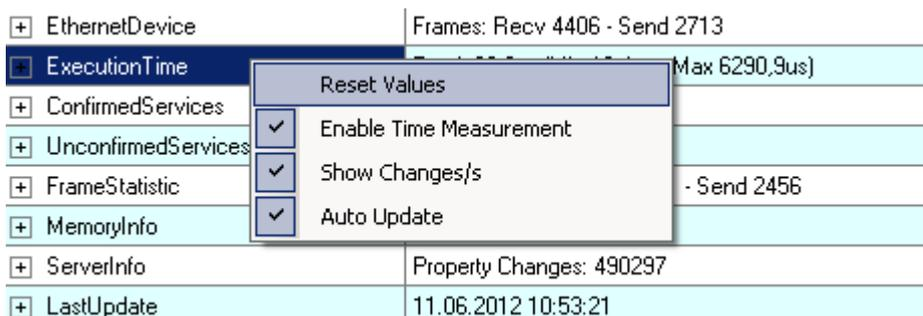 EthernetDevice Frames: Recv 4406 - Send 2713
ExecutionTime Max 6290,9us)
Reset Values
ConfirmedServices
Enable Time Measurement
UnconfirmedServices
Show Changes/s
FrameStatistic - Send 2456
Auto Update
MemoryInfo
ServerInfo Property Changes: 490297
LastUpdate 11.06.2012 10:53:21